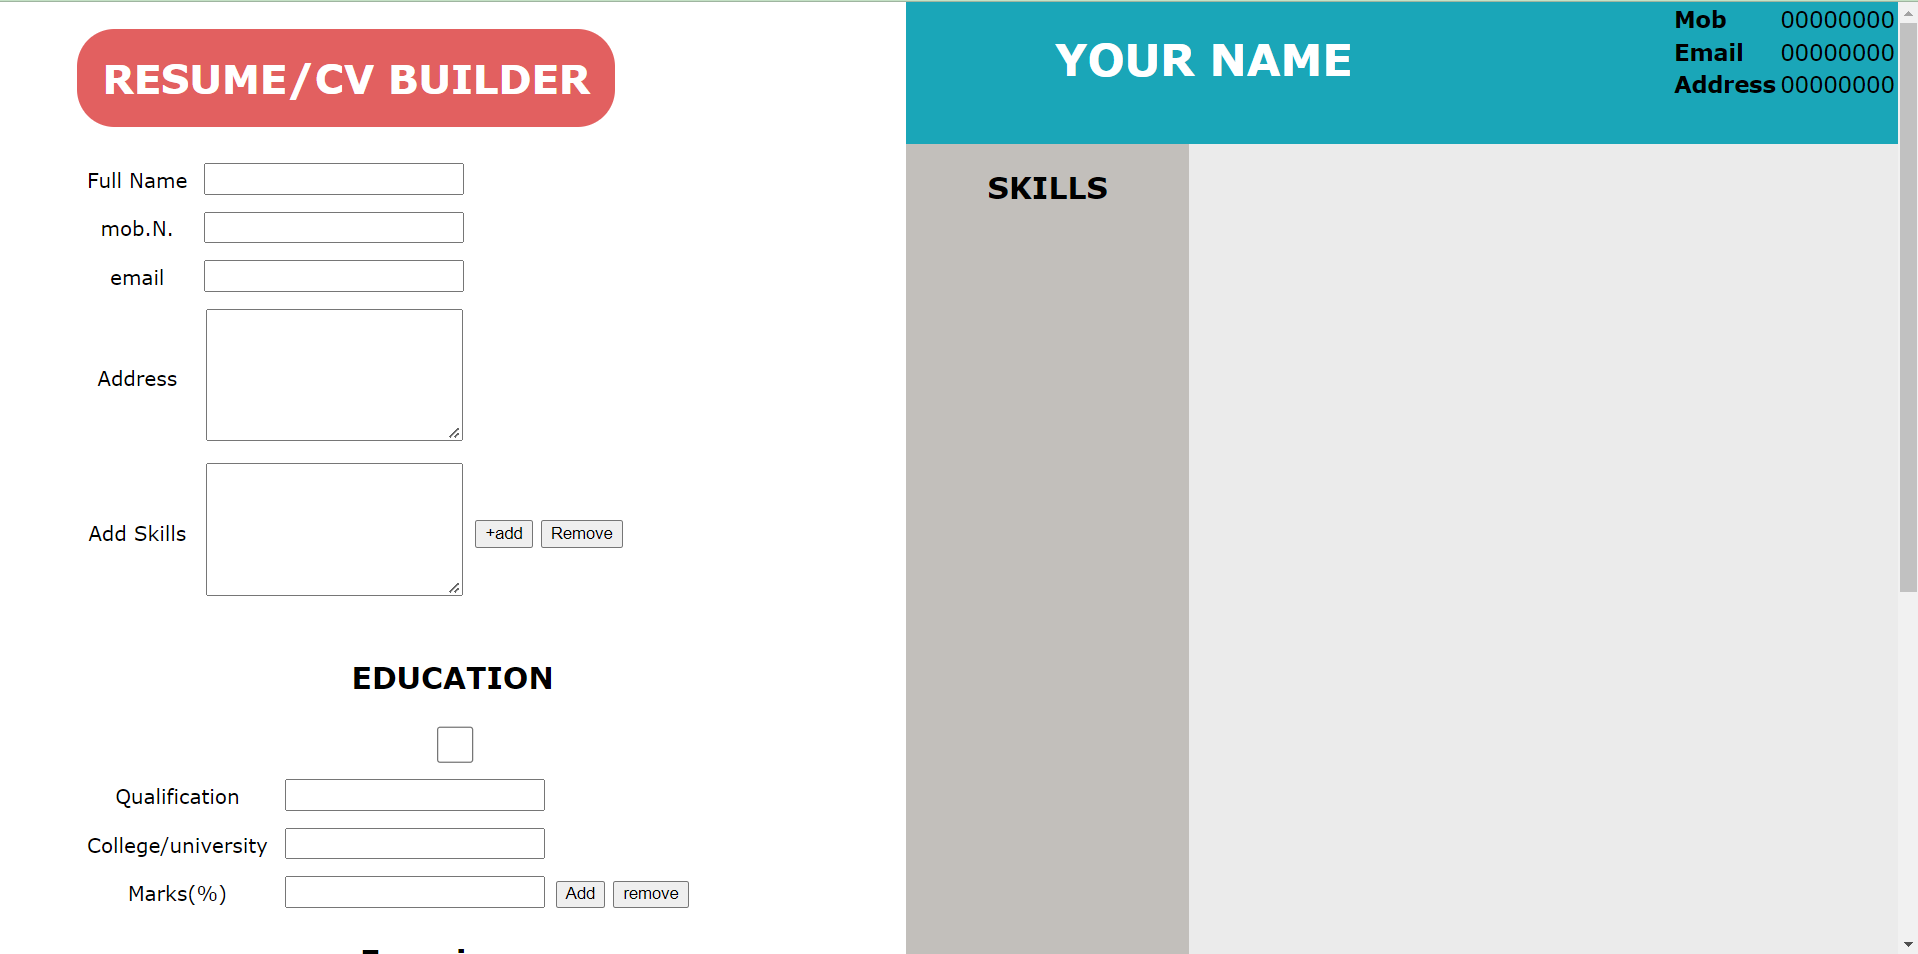 RESUME/CV BUILDER
Full Name
mob.N.
email
Address
Add Skills
+add
Remove
EDUCATION
Qualification
College/university
Marks(%)
Add
remove
YOUR NAME
Mob 00000000
Email 00000000
Address 00000000
SKILLS